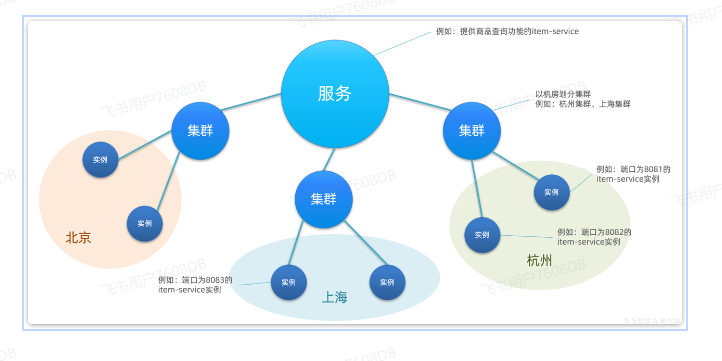 例如：提供商品查询功能的item-service
服务
以机房划分集群
例如：杭州集群、上海集群
集群
集群
实例
例如：端口为8081的
item-service实例
实例
集群
实例
北京
实例
例如：端口为8082的
item-service实例
杭州
例如：端口为8083的
item-service实例
实例
上海
实例
飞书用户7608DB